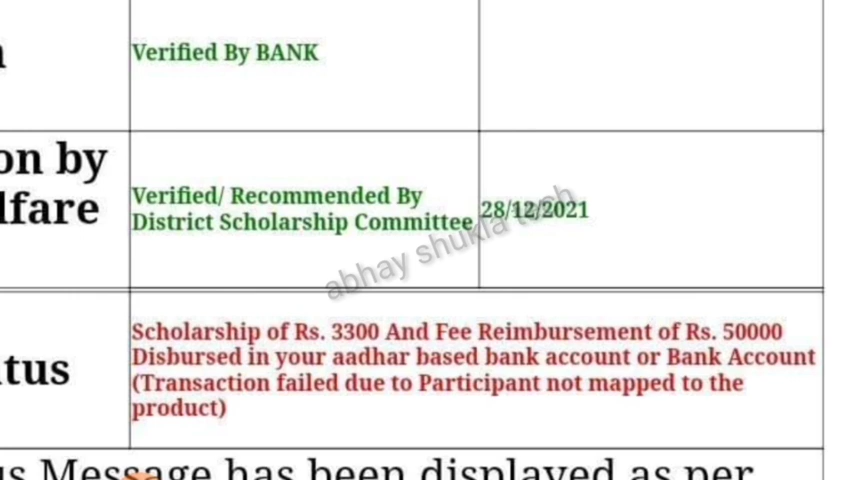 n
Verified By BANK
on by
lfare
Verified/ Recommended By
District Scholarship Committee
28/12/2021
abhay shukla tech
tus
Scholarship of Rs. 3300 And Fee Reimbursement of Rs. 50000
Disbursed in your aadhar based bank account or Bank Account
(Transaction failed due to Participant not mapped to the
product)
us Message has been displayed as per